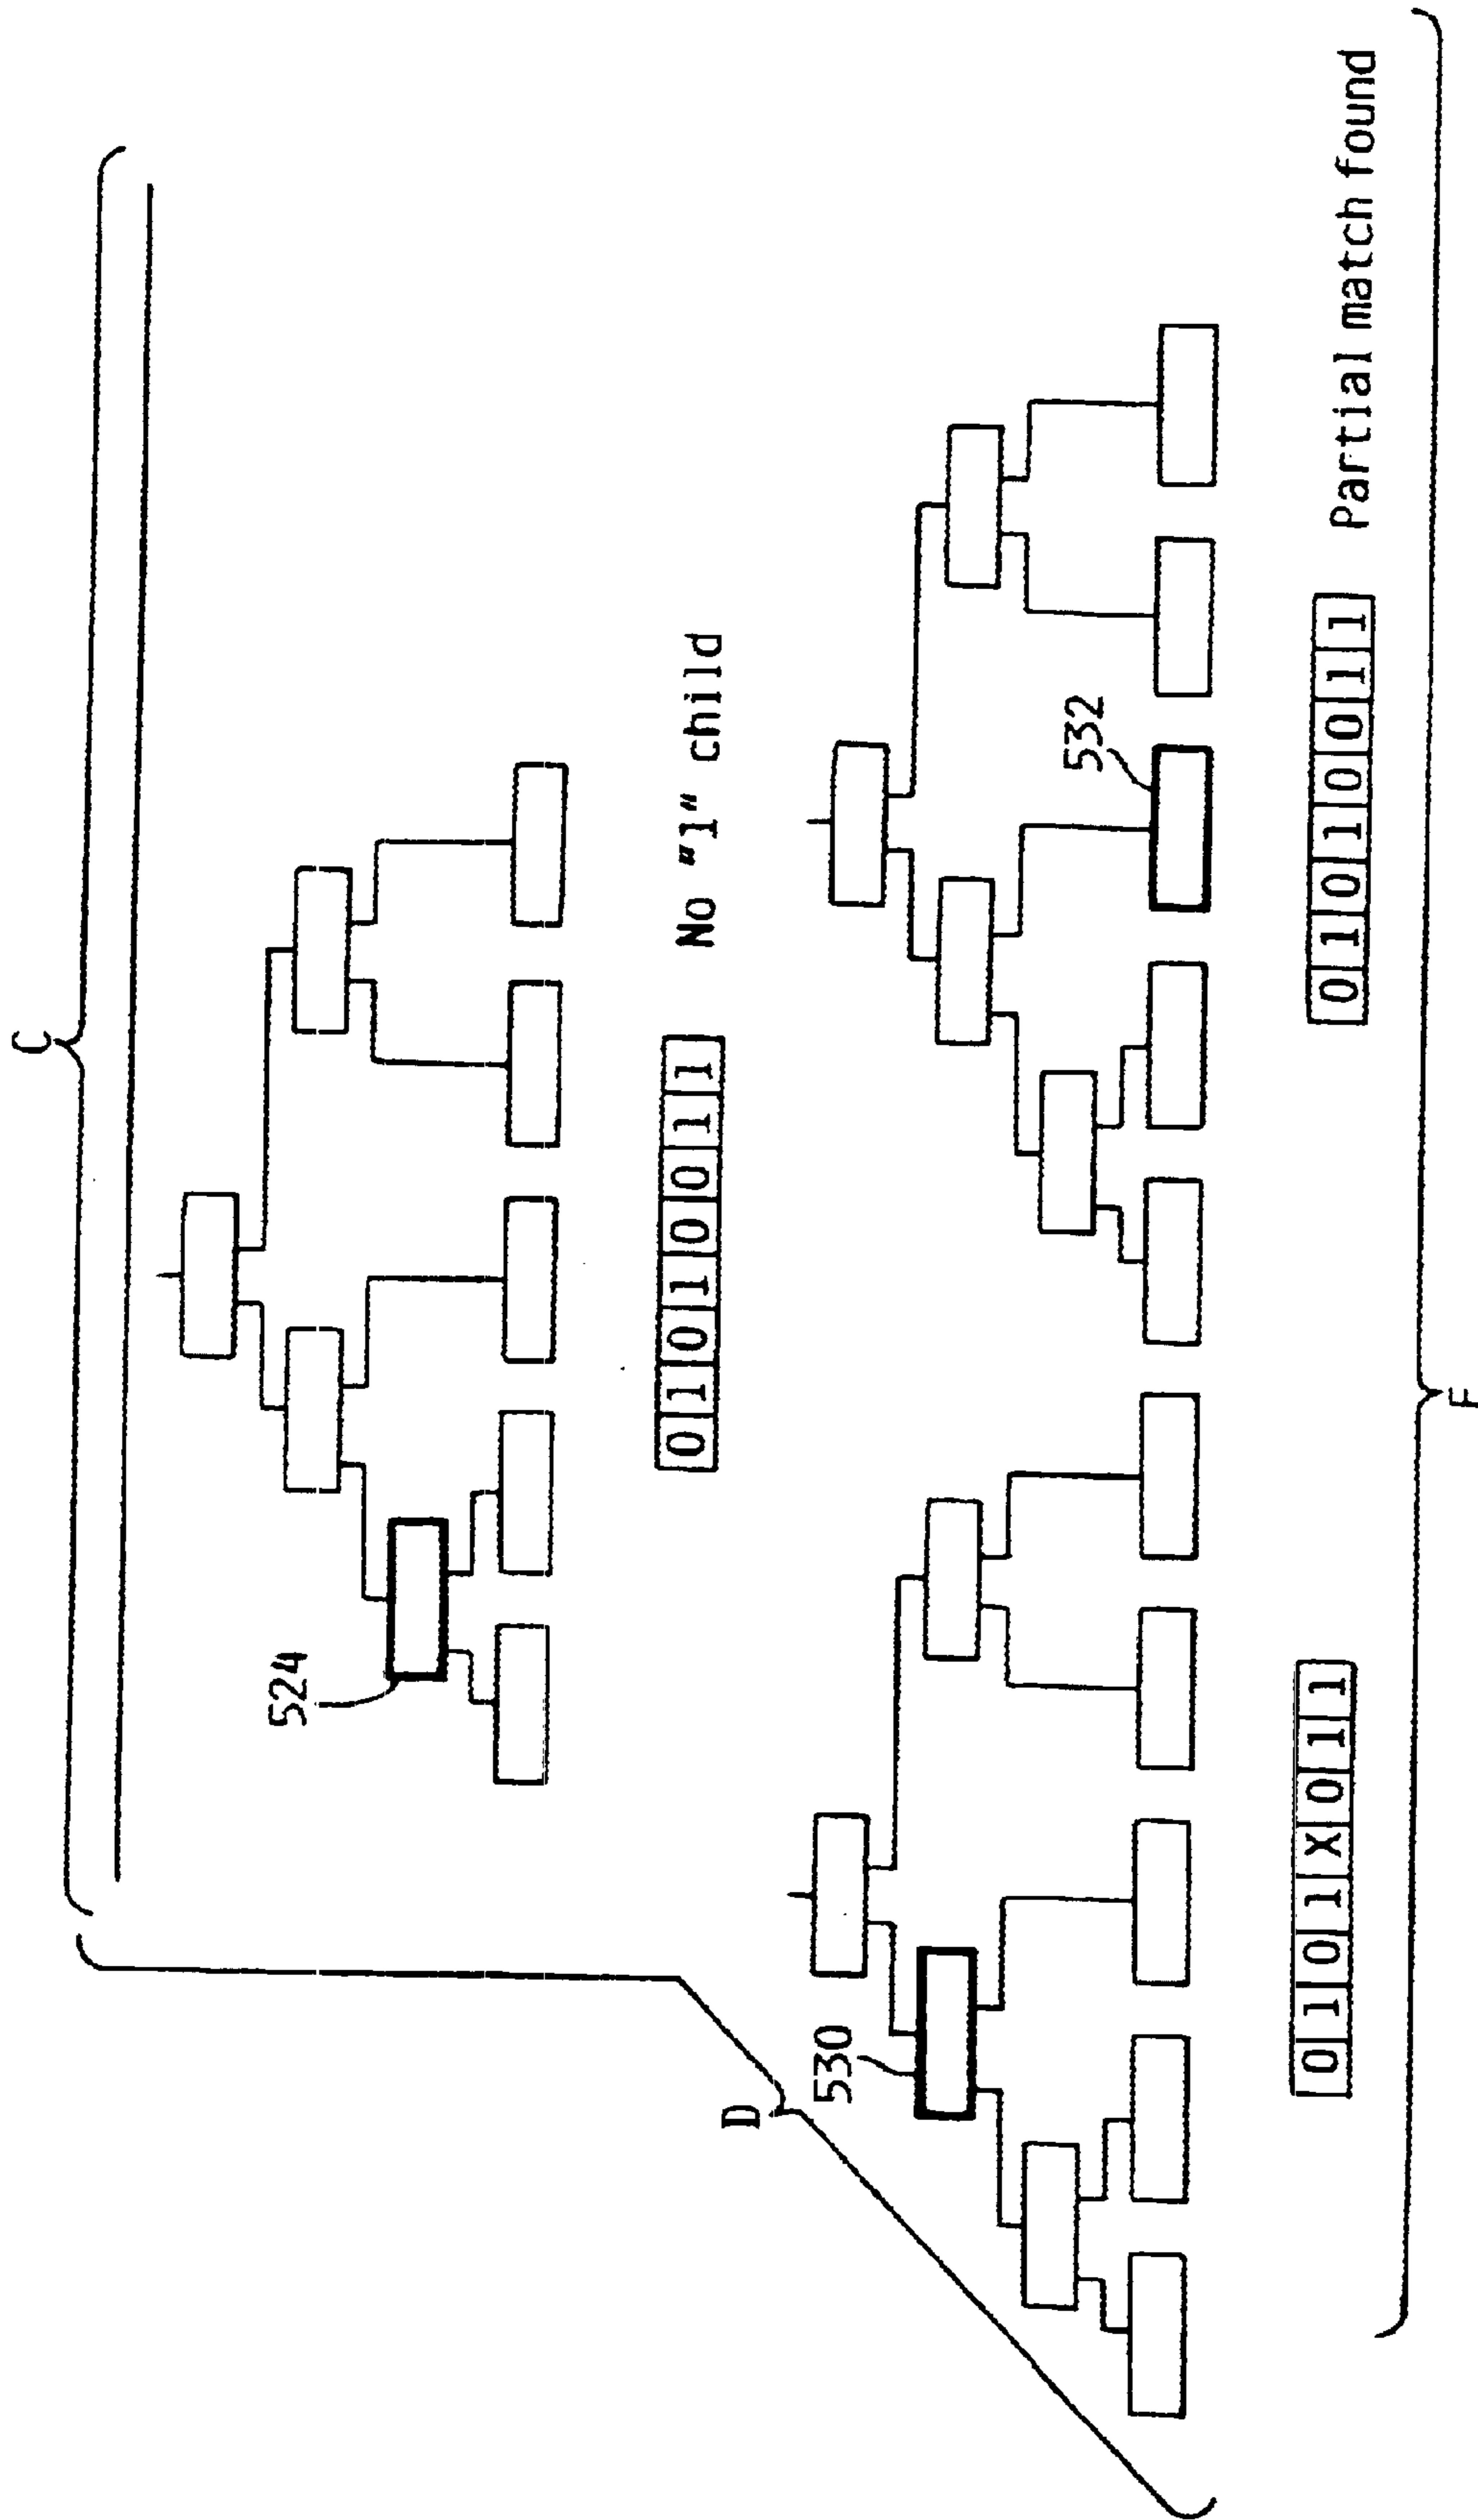 C
524
0 1 0 1 0 0 1 1 No "1" child
D
530
532
0 1 0 1 X 0 1 1
0 1 0 1 0 0 1 1 Partial match found
E